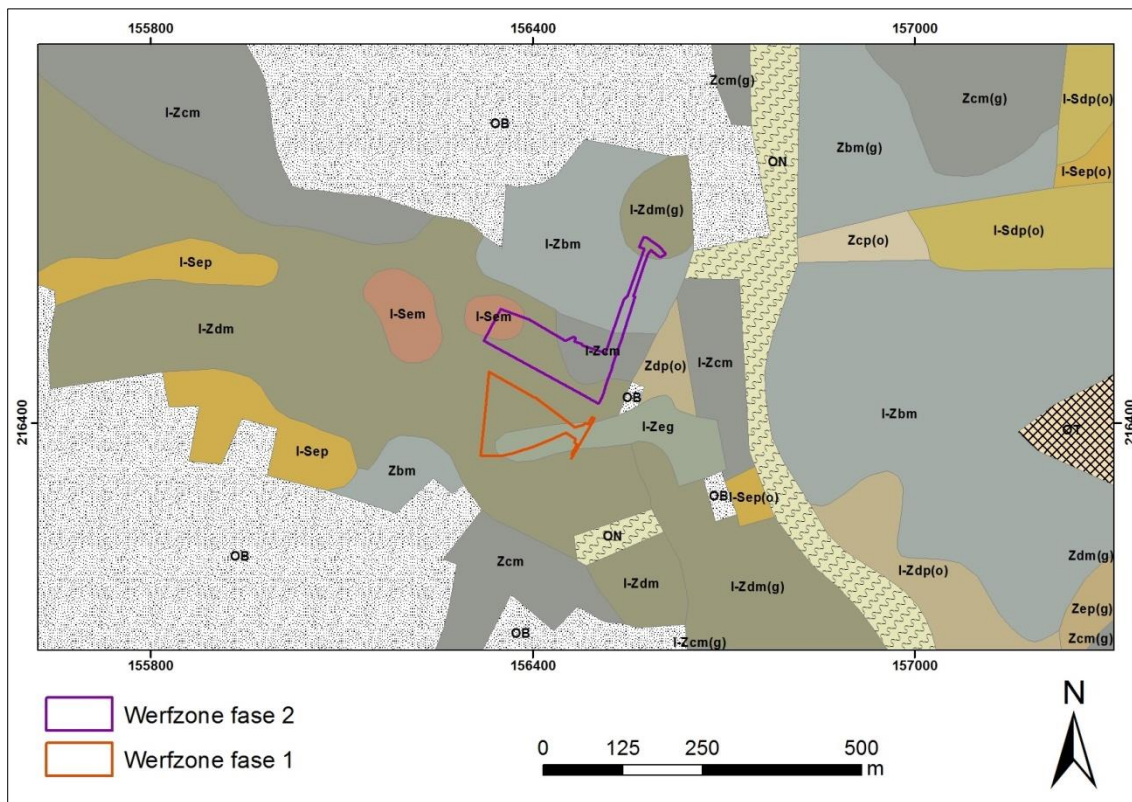 155800
156400
157000
I-Zcm
OB
Zcm(g)
Zcm(g)
I-Sdp(o)
ON
Zbm(g)
I-Sep(o)
I-Zdm(g)
I-Zbm
Zcp(o)
I-Sdp(o)
I-Sep
I-Sem
I-Sem
I-Zdm
I-Zcm
Zdp(o)
I-Zcm
OB
I-Zbm
216400
I-Zeg
OT
216400
I-Sep
Zbm
OB
I-Sep(o)
ON
OB
Zcm
I-Zdm
I-Zdm(g)
I-Zdp(o)
Zdm(g)
Zep(g)
OB
I-Zcm(g)
Zcm(g)
155800
156400
157000
Werfzone fase 2
Werfzone fase 1
0
125
250
500
m
N